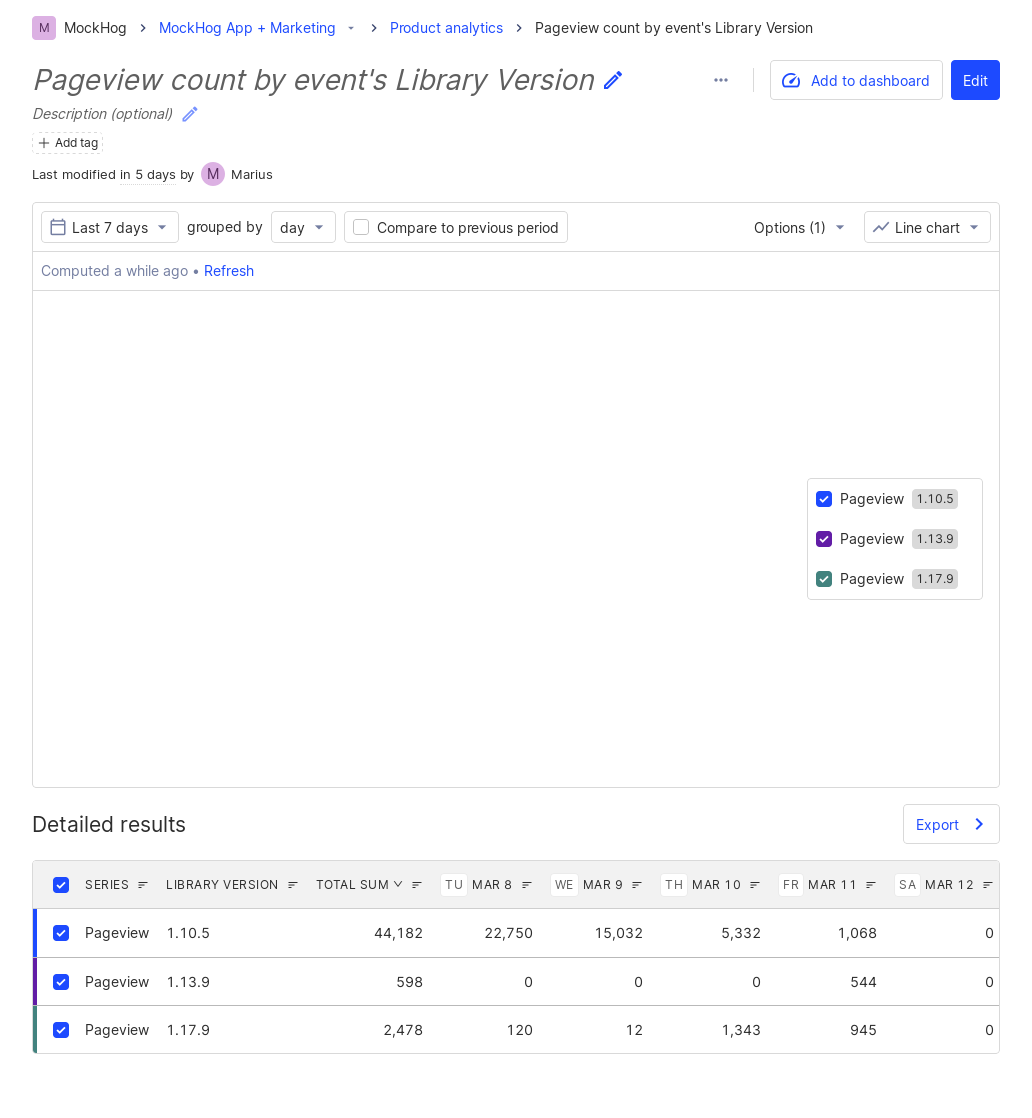 M MockHog MockHog App + Marketing Product analytics Pageview count by event's Library Version
Pageview count by event's Library Version
Add to dashboard
Edit
Description (optional)
Add tag
Last modified in 5 days by M Marius
Last 7 days grouped by day Compare to previous period Options (1) Line chart
Computed a while ago • Refresh
Pageview 1.10.5
Pageview 1.13.9
Pageview 1.17.9
Detailed results
Export
SERIES LIBRARY VERSION TOTAL SUM TU MAR 8 WE MAR 9 TH MAR 10 FR MAR 11 SA MAR 12
Pageview 1.10.5 44,182 22,750 15,032 5,332 1,068 0
Pageview 1.13.9 598 0 0 0 544 0
Pageview 1.17.9 2,478 120 12 1,343 945 0